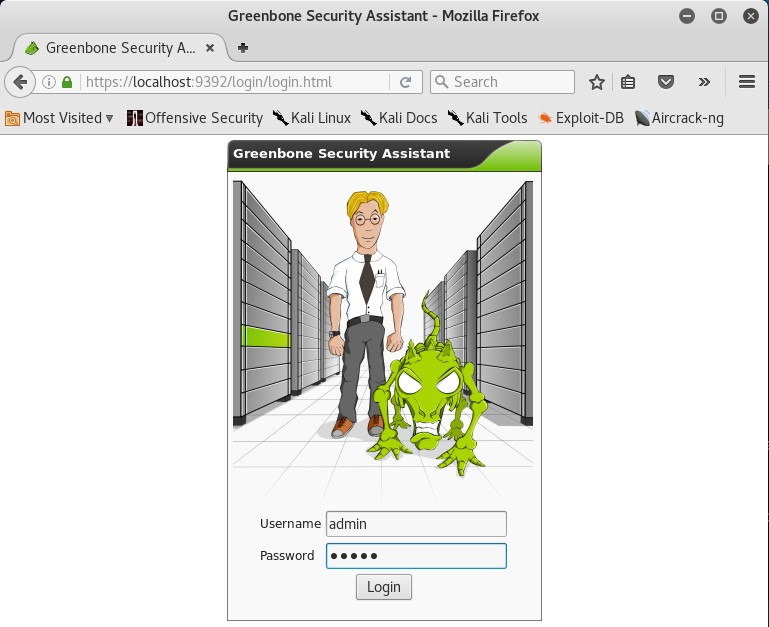 Greenbone Security Assistant - Mozilla Firefox
Greenbone Security A...
https://localhost:9392/login/login.html
Search
Most Visited
Offensive Security
Kali Linux
Kali Docs
Kali Tools
Exploit-DB
Aircrack-ng
Greenbone Security Assistant
Username admin
Password •••••
Login